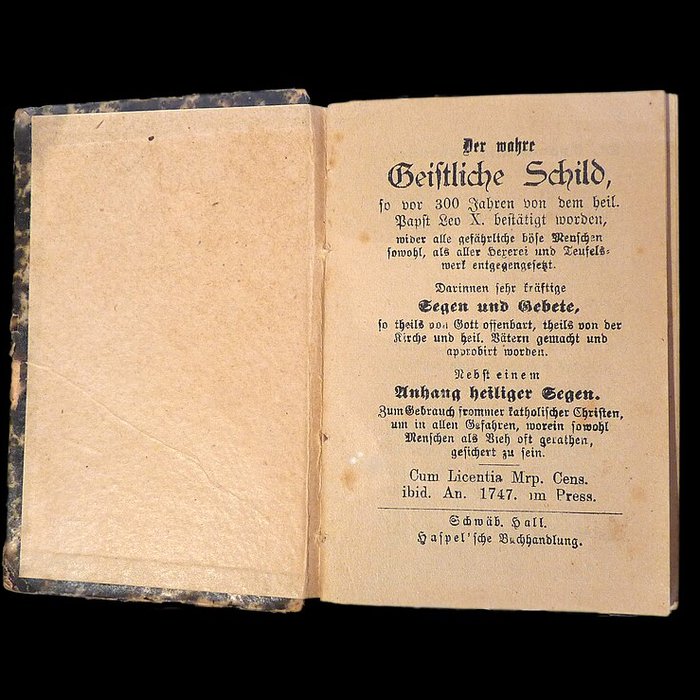 Der wahre
Geistliche Schild,
so vor 300 Jahren von dem heil.
Papst Leo X. bestätigt worden,
wider alle gefährliche böse Menschen
sowohl, als aller Hexerei und Teufels-
werk entgegengesetzt.
Darinnen sehr kräftige
Segen und Gebete,
so theils von Gott offenbart, theils von der
Kirche und heil. Vätern gemacht und
approbirt worden.
Nebst einem
Anhang heiliger Segen.
Zum Gebrauch frommer katholischer Christen,
um in allen Gefahren, worein sowohl
Menschen als Vieh oft gerathen,
gesichert zu sein.
Cum Licentia Mrp. Cens.
ibid. An. 1747. im Press.
Schwäb. Hall.
Haspel'sche Buchhandlung.